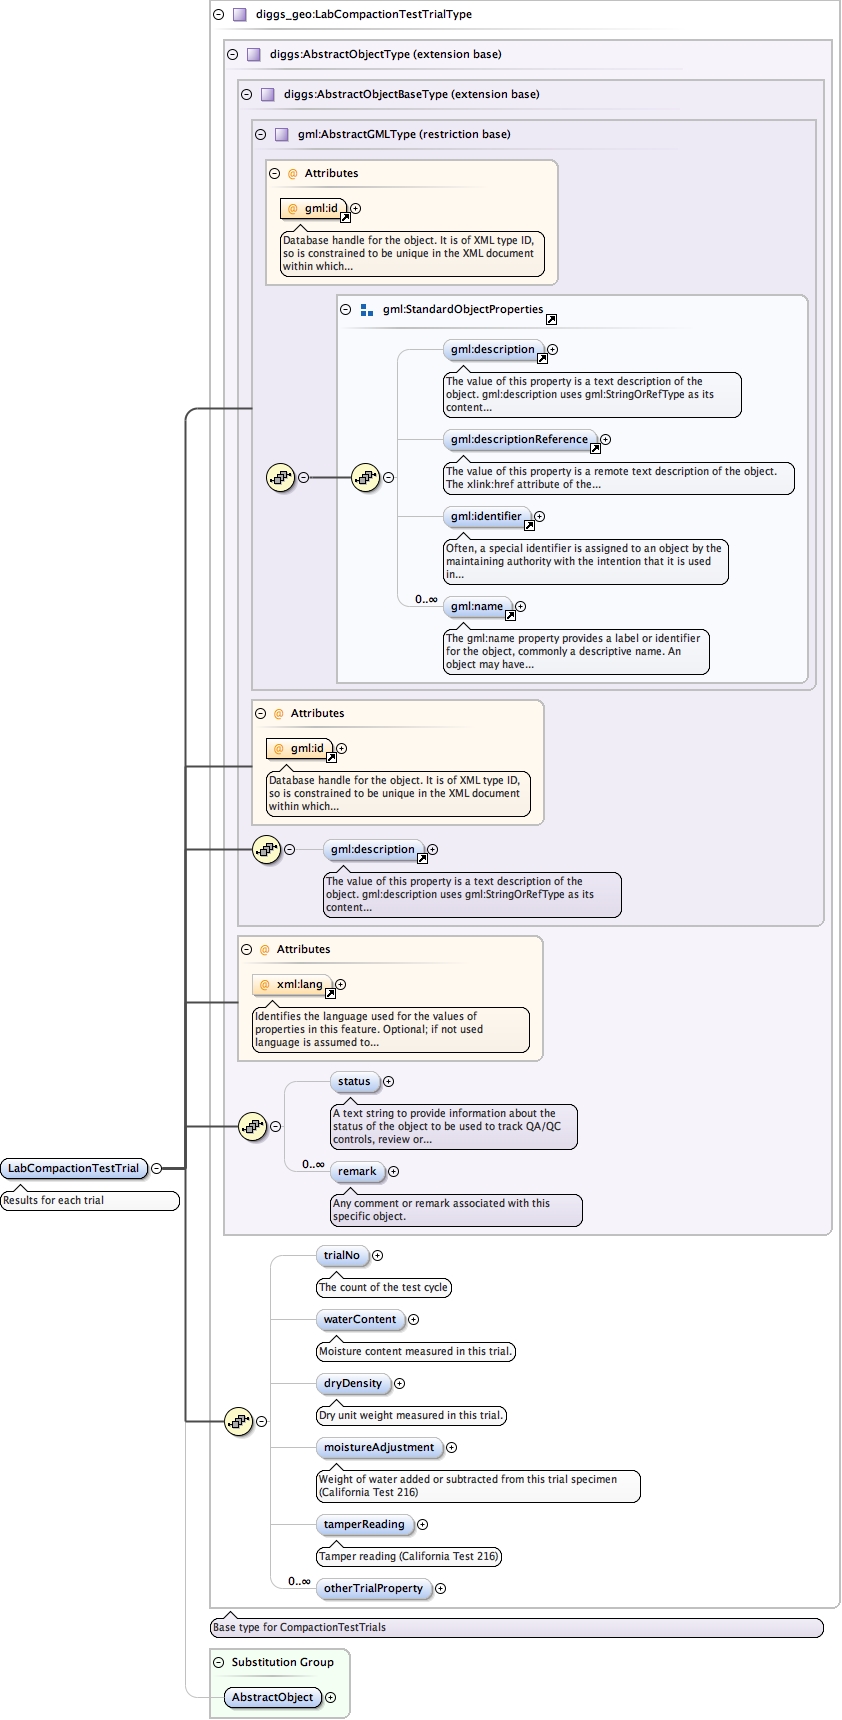 diggs_geo:LabCompactionTestTrialType
diggs:AbstractObjectType (extension base)
diggs:AbstractObjectBaseType (extension base)
gml:AbstractGMLType (restriction base)
@ Attributes
@ gml:id
Database handle for the object. It is of XML type ID,
so is constrained to be unique in the XML document
within which...
gml:StandardObjectProperties
gml:description
The value of this property is a text description of the
object. gml:description uses gml:StringOrRefType as its
content...
gml:descriptionReference
The value of this property is a remote text description of the object.
The xlink:href attribute of the...
gml:identifier
Often, a special identifier is assigned to an object by the
maintaining authority with the intention that it is used
in...
0..∞
gml:name
The gml:name property provides a label or identifier
for the object, commonly a descriptive name. An
object may have...
@ Attributes
@ gml:id
Database handle for the object. It is of XML type ID,
so is constrained to be unique in the XML document
within which...
gml:description
The value of this property is a text description of the
object. gml:description uses gml:StringOrRefType as its
content...
@ Attributes
@ xml:lang
Identifies the language used for the values of
properties in this feature. Optional; if not used
language is assumed to...
status
A text string to provide information about the
status of the object to be used to track QA/QC
controls, review or...
0..∞
remark
Any comment or remark associated with this
specific object.
LabCompactionTestTrial
Results for each trial
trialNo
The count of the test cycle
waterContent
Moisture content measured in this trial.
dryDensity
Dry unit weight measured in this trial.
moistureAdjustment
Weight of water added or subtracted from this trial specimen
(California Test 216)
tamperReading
Tamper reading (California Test 216)
0..∞
otherTrialProperty
Base type for CompactionTestTrials
Substitution Group
AbstractObject